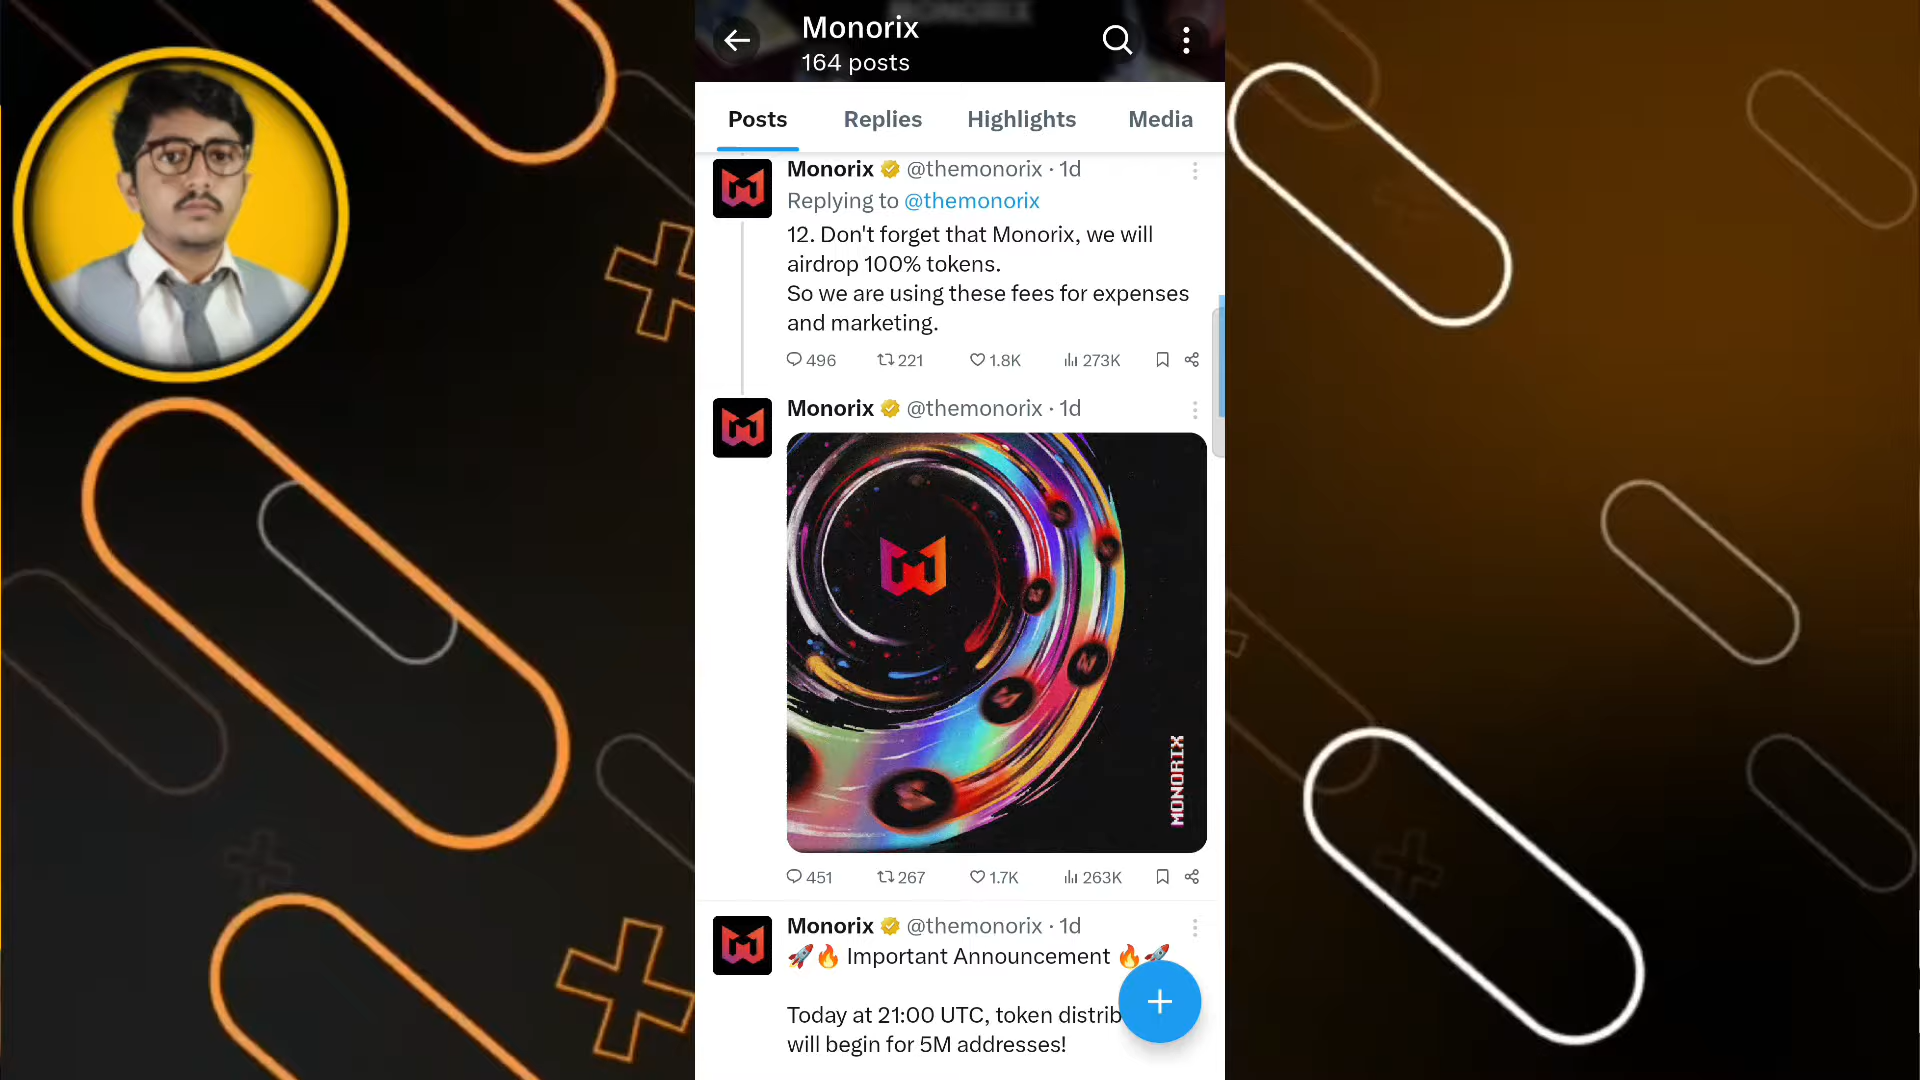 Monorix
164 posts
Posts Replies Highlights Media
Monorix @themonorix · 1d
Replying to @themonorix
12. Don't forget that Monorix, we will
airdrop 100% tokens.
So we are using these fees for expenses
and marketing.
496 221 1.8K 273K
Monorix @themonorix · 1d
MONORIX
451 267 1.7K 263K
Monorix @themonorix · 1d
🚀🔥 Important Announcement 🔥🚀
Today at 21:00 UTC, token distrib
will begin for 5M addresses!